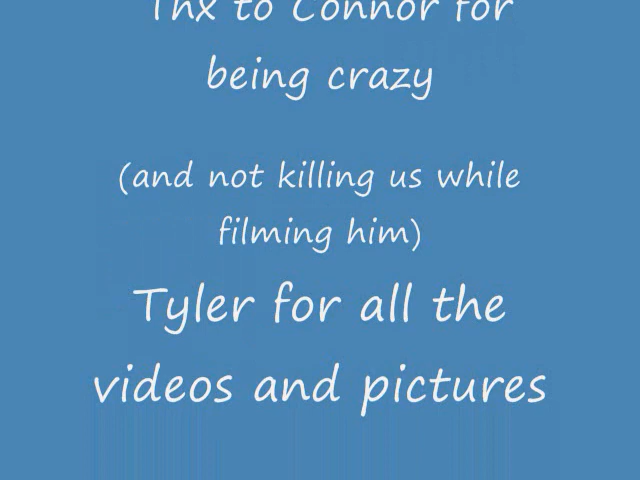 Thx to Connor for
being crazy
(and not killing us while
filming him)
Tyler for all the
videos and pictures